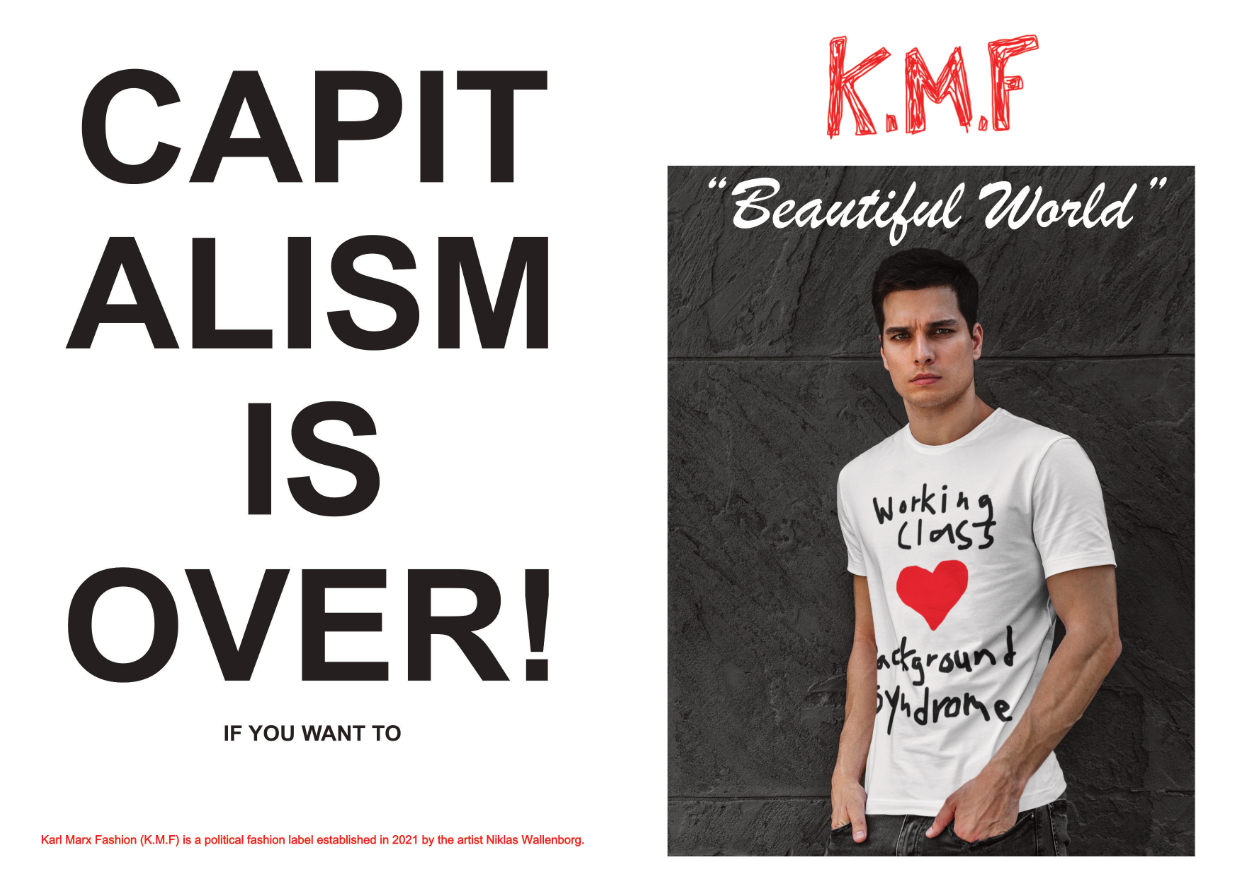 CAPIT
ALISM
IS
OVER!
IF YOU WANT TO
Karl Marx Fashion (K.M.F) is a political fashion label established in 2021 by the artist Niklas Wallenborg.
K.M.F
“Beautiful World”
Working
Class
ackground
Syndrome